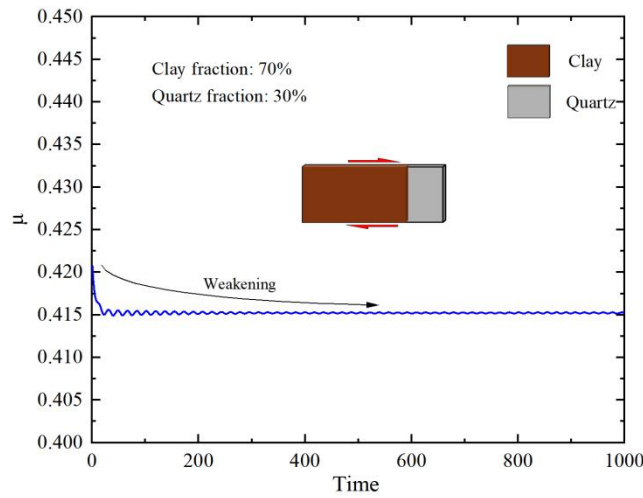 0.450
0.445
0.440
0.435
0.430
0.425
0.420
0.415
0.410
0.405
0.400
μ
Clay fraction: 70%
Quartz fraction: 30%
Clay
Quartz
Weakening
0 200 400 600 800 1000
Time